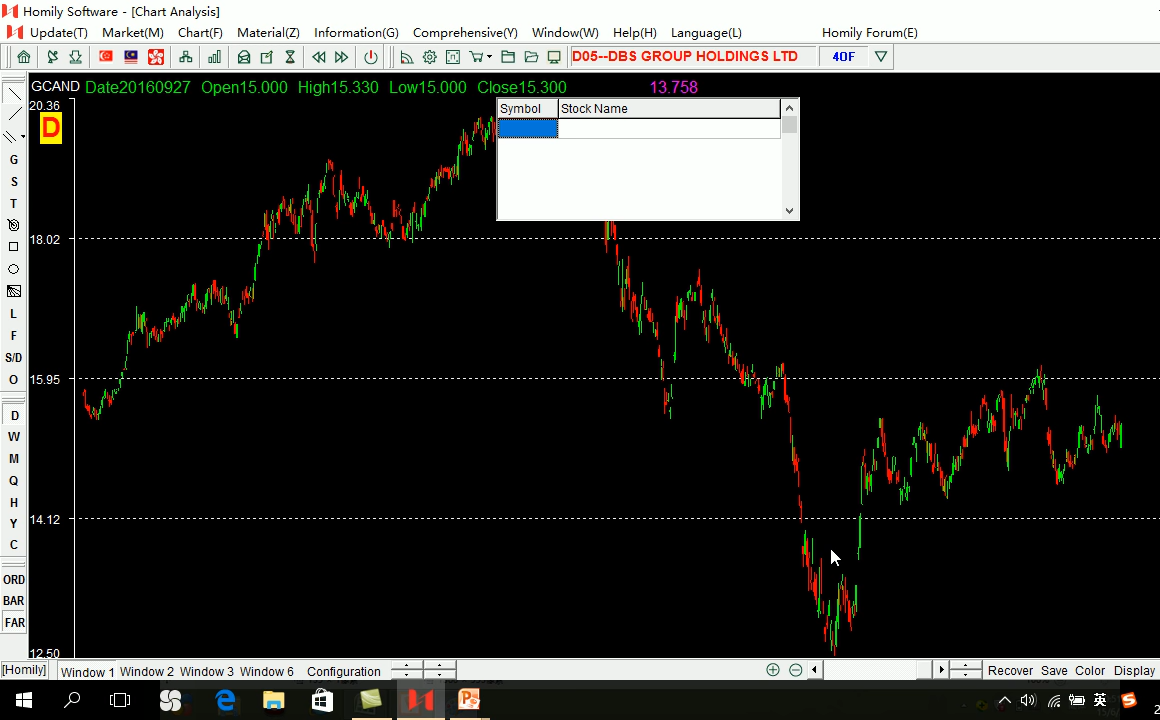 Homily Software - [Chart Analysis]
Update(T) Market(M) Chart(F) Material(Z) Information(G) Comprehensive(Y) Window(W) Help(H) Language(L) Homily Forum(E)
D05--DBS GROUP HOLDINGS LTD 40F
GCAND Date20160927 Open15.000 High15.330 Low15.000 Close15.300 13.758
20.36
D
Symbol Stock Name
G
S
T
18.02
L
F
S/D
15.95
O
D
W
M
Q
H
14.12
Y
C
ORD
BAR
FAR
12.50
[Homily] Window 1 Window 2 Window 3 Window 6 Configuration Recover Save Color Display
英
2